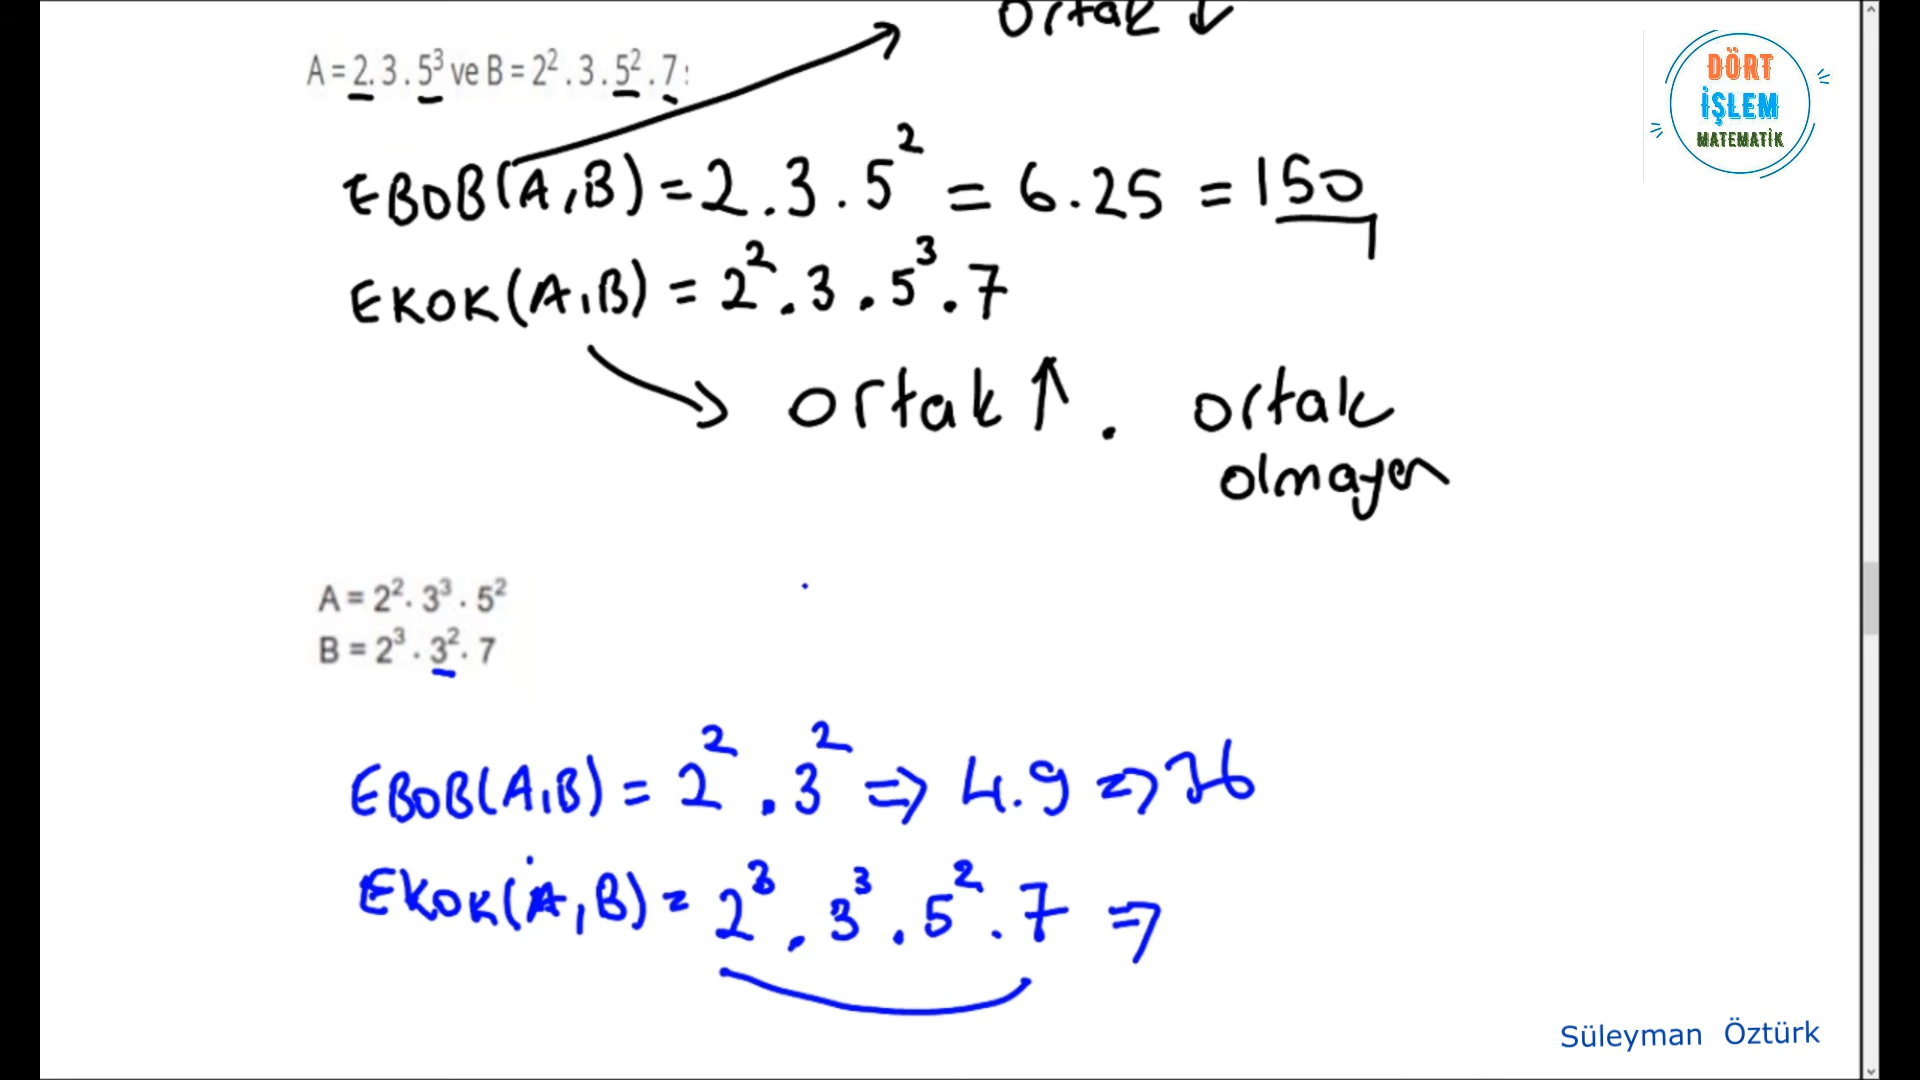 ortak ↓
A = 2. 3 . 5³ ve B = 2² . 3 . 5² . 7
DÖRT
İŞLEM
MATEMATİK
EBOB(A,B) = 2.3.5² = 6.25 = 150
EKOK(A,B) = 2².3.5³.7
ortak ↑ . ortak
olmayan
A = 2². 3³ . 5²
B = 2³ . 3². 7
EBOB(A,B) = 2².3² => 4.9 => 36
EKOK(A,B) = 2³.3³.5².7 =>
Süleyman Öztürk